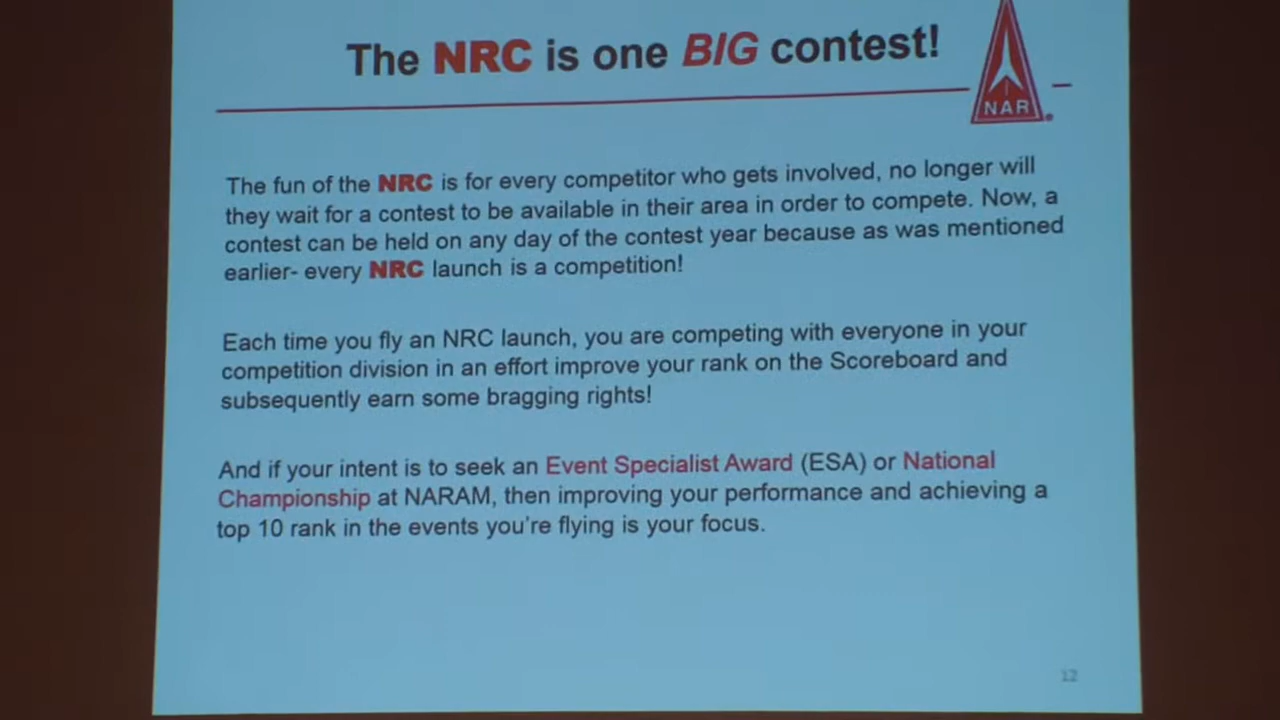 The NRC is one BIG contest!
NAR
The fun of the NRC is for every competitor who gets involved, no longer will
they wait for a contest to be available in their area in order to compete. Now, a
contest can be held on any day of the contest year because as was mentioned
earlier- every NRC launch is a competition!
Each time you fly an NRC launch, you are competing with everyone in your
competition division in an effort improve your rank on the Scoreboard and
subsequently earn some bragging rights!
And if your intent is to seek an Event Specialist Award (ESA) or National
Championship at NARAM, then improving your performance and achieving a
top 10 rank in the events you're flying is your focus.
12